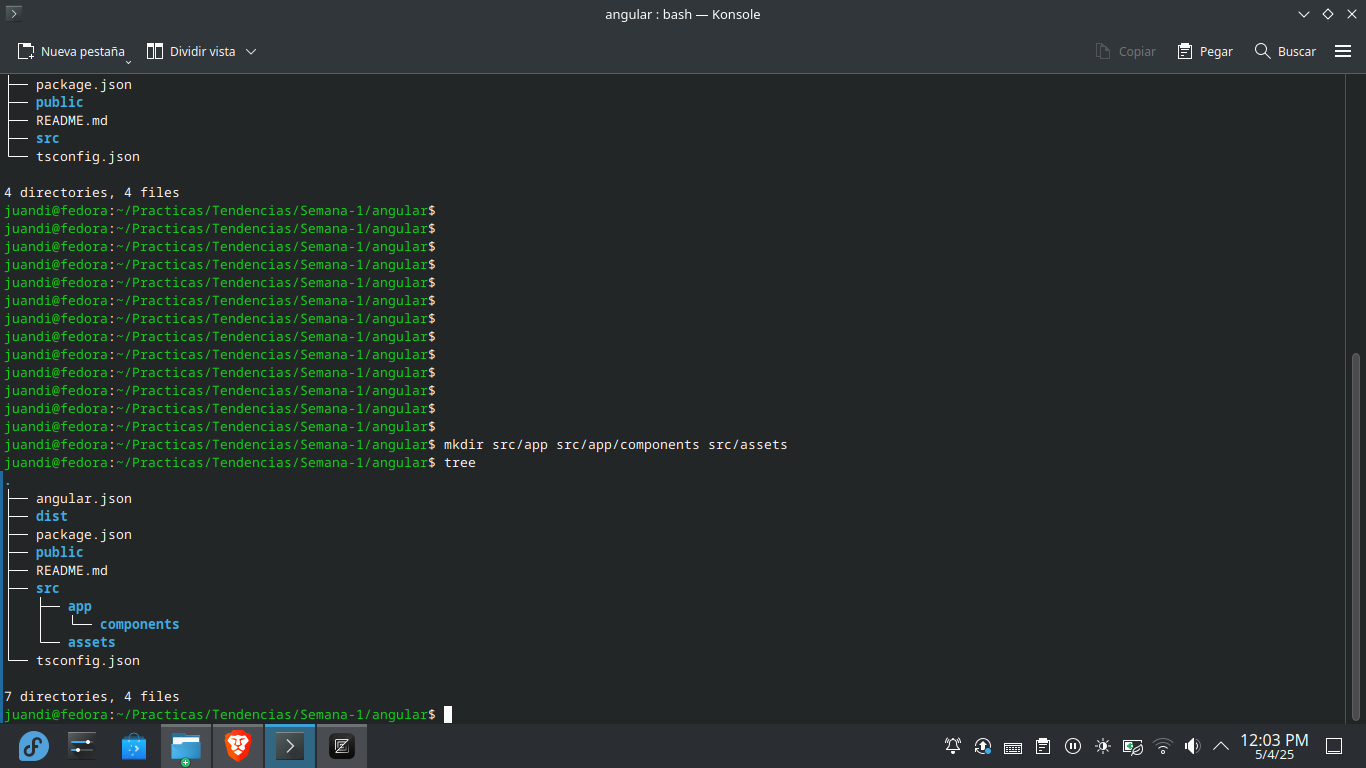 angular : bash — Konsole
Nueva pestaña
Dividir vista
Copiar
Pegar
Buscar
├── package.json
├── public
├── README.md
├── src
└── tsconfig.json
4 directories, 4 files
juandi@fedora:~/Practicas/Tendencias/Semana-1/angular$
juandi@fedora:~/Practicas/Tendencias/Semana-1/angular$
juandi@fedora:~/Practicas/Tendencias/Semana-1/angular$
juandi@fedora:~/Practicas/Tendencias/Semana-1/angular$
juandi@fedora:~/Practicas/Tendencias/Semana-1/angular$
juandi@fedora:~/Practicas/Tendencias/Semana-1/angular$
juandi@fedora:~/Practicas/Tendencias/Semana-1/angular$
juandi@fedora:~/Practicas/Tendencias/Semana-1/angular$
juandi@fedora:~/Practicas/Tendencias/Semana-1/angular$
juandi@fedora:~/Practicas/Tendencias/Semana-1/angular$
juandi@fedora:~/Practicas/Tendencias/Semana-1/angular$
juandi@fedora:~/Practicas/Tendencias/Semana-1/angular$
juandi@fedora:~/Practicas/Tendencias/Semana-1/angular$
juandi@fedora:~/Practicas/Tendencias/Semana-1/angular$ mkdir src/app src/app/components src/assets
juandi@fedora:~/Practicas/Tendencias/Semana-1/angular$ tree
.
├── angular.json
├── dist
├── package.json
├── public
├── README.md
├── src
│   ├── app
│   │   └── components
│   └── assets
└── tsconfig.json
7 directories, 4 files
juandi@fedora:~/Practicas/Tendencias/Semana-1/angular$
12:03 PM
5/4/25